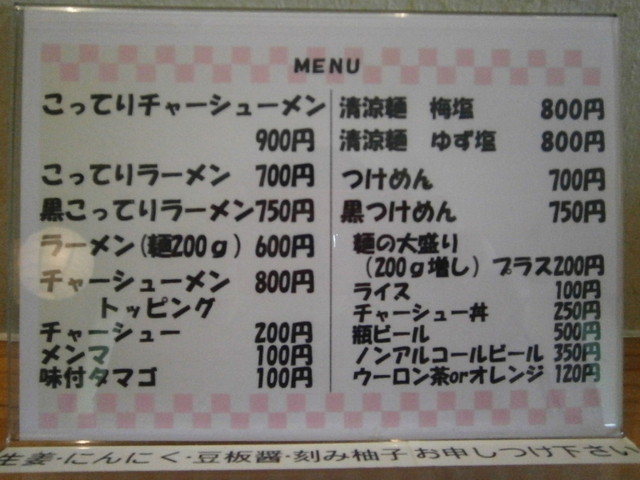 MENU
こってりチャーシューメン
900円
こってりラーメン 700円
黒こってりラーメン750円
ラーメン(麺200g) 600円
チャーシューメン 800円
トッピング
チャーシュー 200円
メンマ 100円
味付タマゴ 100円
清涼麺 梅塩 800円
清涼麺 ゆず塩 800円
つけめん 700円
黒つけめん 750円
麺の大盛り
(200g増し) プラス200円
ライス 100円
チャーシュー丼 250円
瓶ビール 500円
ノンアルコールビール 350円
ウーロン茶orオレンジ 120円
生姜・にんにく・豆板醤・刻み柚子 お申しつけ下さい